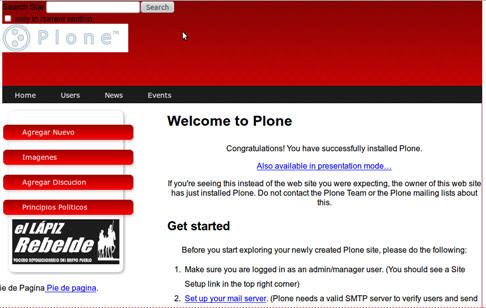 Search Site
Search
only in current section
Plone™
Home Users News Events
Agregar Nuevo
Imagenes
Agregar Discucion
Principios Politicos
el LÁPIZ
Rebelde
VOCERO REVOLUCIONARIO DEL BRAVO PUEBLO
ie de Pagina Pie de pagina.
Welcome to Plone
Congratulations! You have successfully installed Plone.
Also available in presentation mode…
If you're seeing this instead of the web site you were expecting, the owner of this web site
has just installed Plone. Do not contact the Plone Team or the Plone mailing lists about
this.
Get started
Before you start exploring your newly created Plone site, please do the following:
1. Make sure you are logged in as an admin/manager user. (You should see a Site
Setup link in the top right corner)
2. Set up your mail server. (Plone needs a valid SMTP server to verify users and send